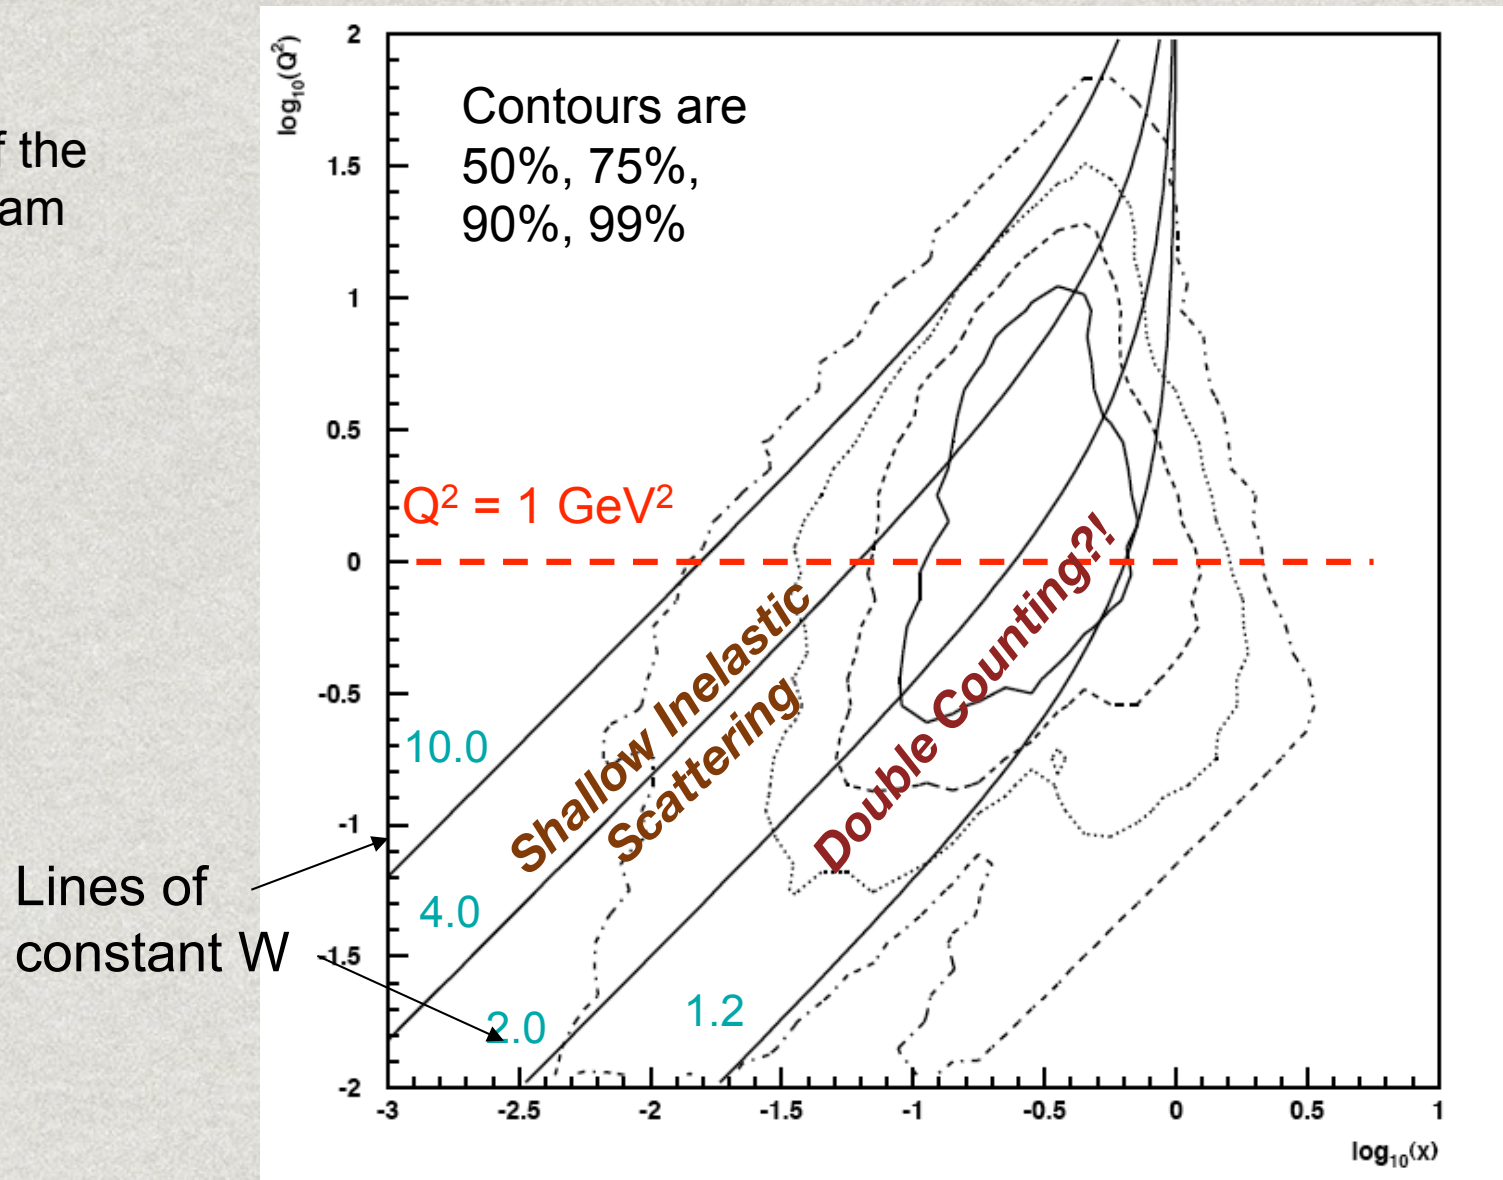 f the
am
Contours are
50%, 75%,
90%, 99%
log₁₀(Q²)
2
1.5
1
0.5
0
-0.5
-1
-1.5
-2
Q² = 1 GeV²
Shallow Inelastic
Scattering
Double Counting?!
10.0
4.0
2.0
1.2
Lines of
constant W
-3
-2.5
-2
-1.5
-1
-0.5
0
0.5
1
log₁₀(x)